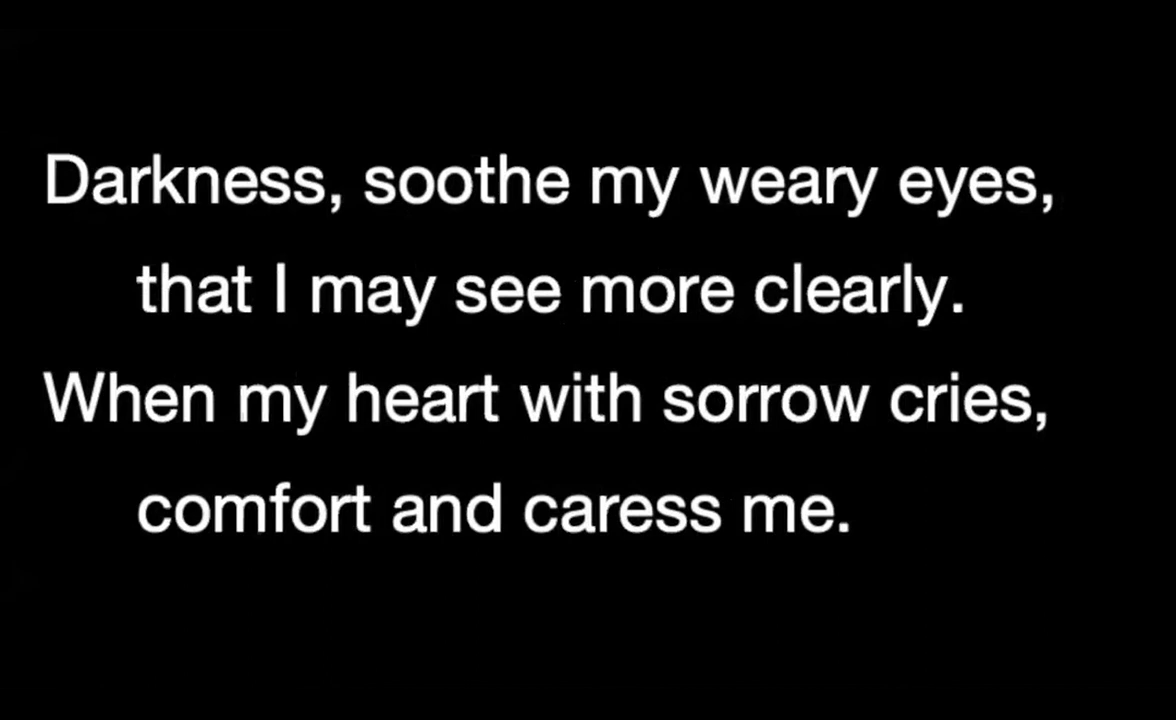 Darkness, soothe my weary eyes,
that I may see more clearly.
When my heart with sorrow cries,
comfort and caress me.